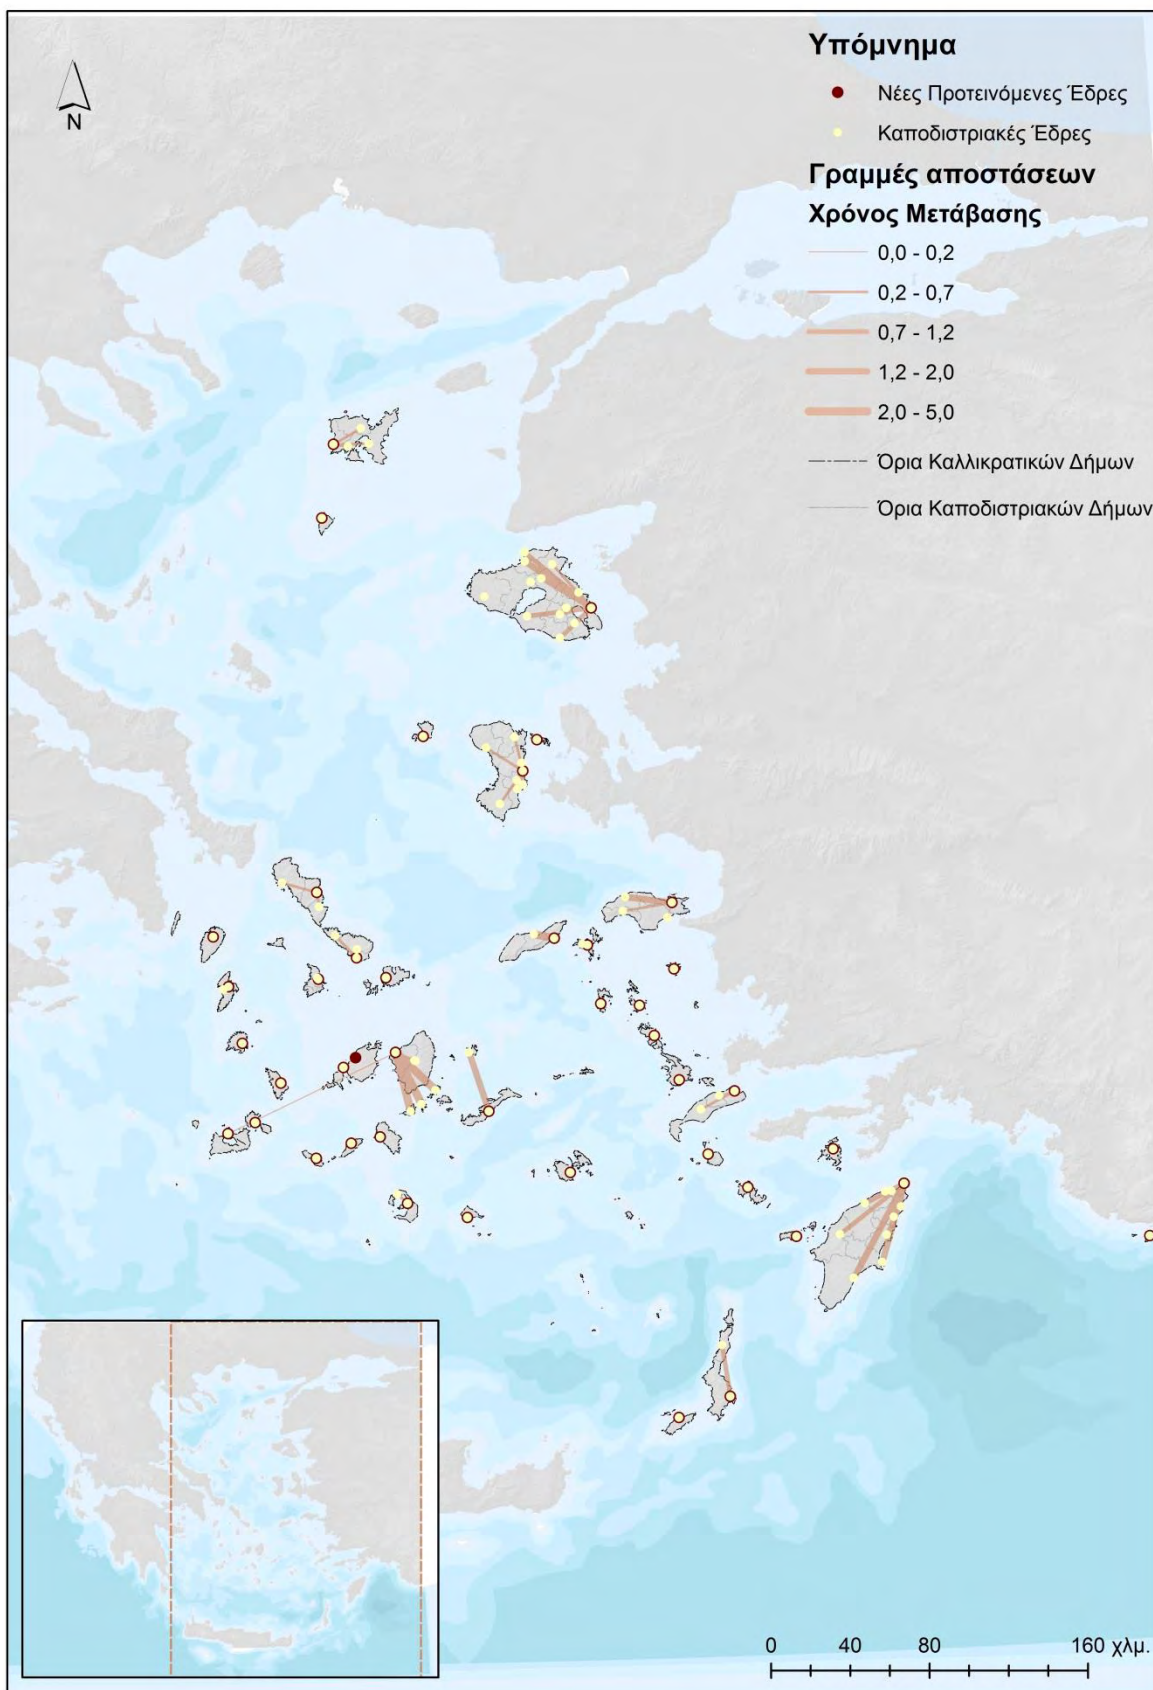 Υπόμνημα
Νέες Προτεινόμενες Έδρες
Καποδιστριακές Έδρες
Γραμμές αποστάσεων
Χρόνος Μετάβασης
0,0 - 0,2
0,2 - 0,7
0,7 - 1,2
1,2 - 2,0
2,0 - 5,0
Όρια Καλλικρατικών Δήμων
Όρια Καποδιστριακών Δήμων
N
0 40 80 160 χλμ.